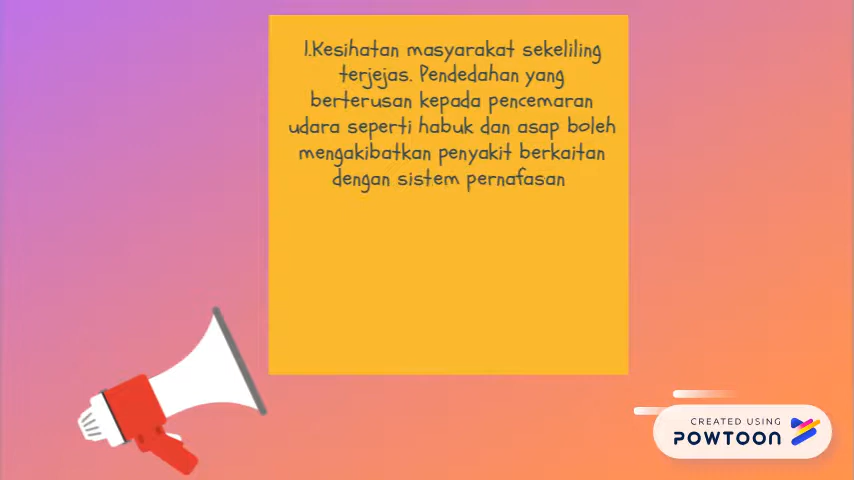 1.Kesihatan masyarakat sekeliling
terjejas. Pendedahan yang
berterusan kepada pencemaran
udara seperti habuk dan asap boleh
mengakibatkan penyakit berkaitan
dengan sistem pernafasan
CREATED USING
POWTOON